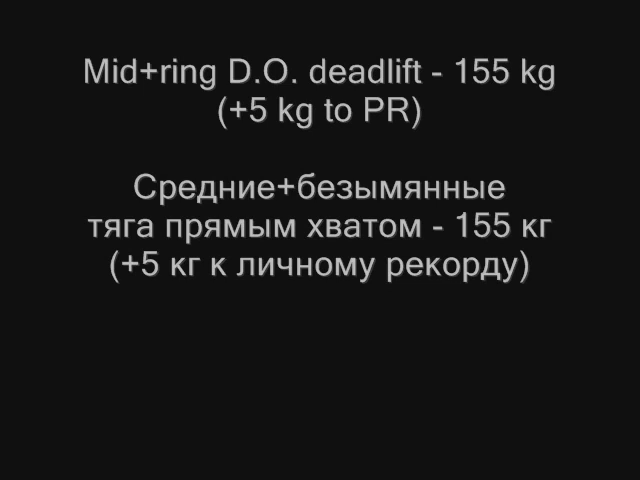 Mid+ring D.O. deadlift - 155 kg
(+5 kg to PR)
Средние+безымянные
тяга прямым хватом - 155 кг
(+5 кг к личному рекорду)